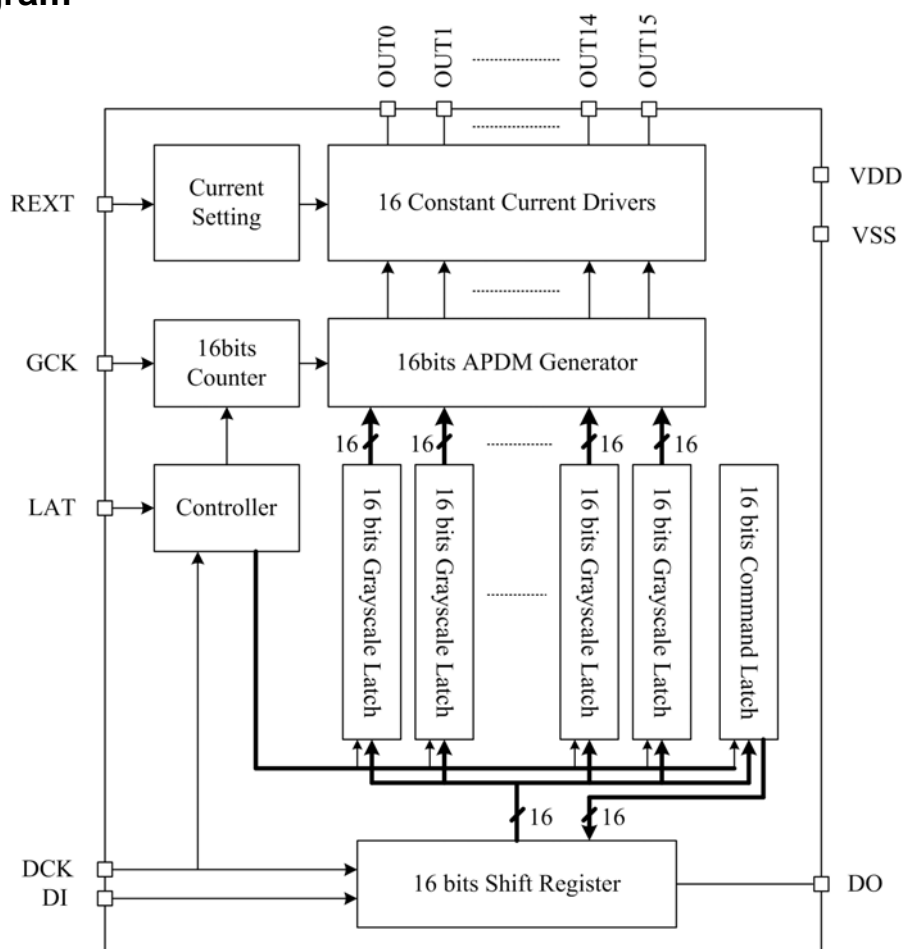 OUT0
OUT1
OUT14
OUT15
REXT
Current
Setting
16 Constant Current Drivers
VDD
VSS
GCK
16bits
Counter
16bits APDM Generator
16
16
16
16
LAT
Controller
16 bits Grayscale Latch
16 bits Grayscale Latch
16 bits Grayscale Latch
16 bits Grayscale Latch
16 bits Command Latch
16
16
DCK
DI
16 bits Shift Register
DO